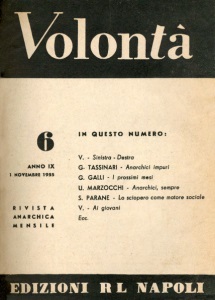 Volontà
6
ANNO IX
1 NOVEMBRE 1955
RIVISTA
ANARCHICA
MENSILE
IN QUESTO NUMERO:
V. - Sinistra - Destra
G. TASSINARI - Anarchici impuri
G. GALLI - I prossimi mesi
U. MARZOCCHI - Anarchici, sempre
S. PARANE - Lo sciopero come motore sociale
V. - Ai giovani
Ecc.
EDIZIONI RL NAPOLI